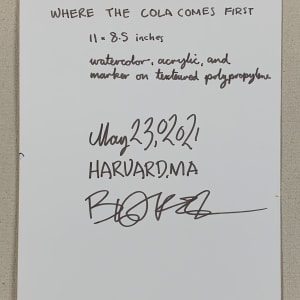 WHERE THE COLA COMES FIRST
11 × 8.5 inches
watercolor, acrylic, and
marker on textured polypropylene
May 23, 2021
HARVARD, MA